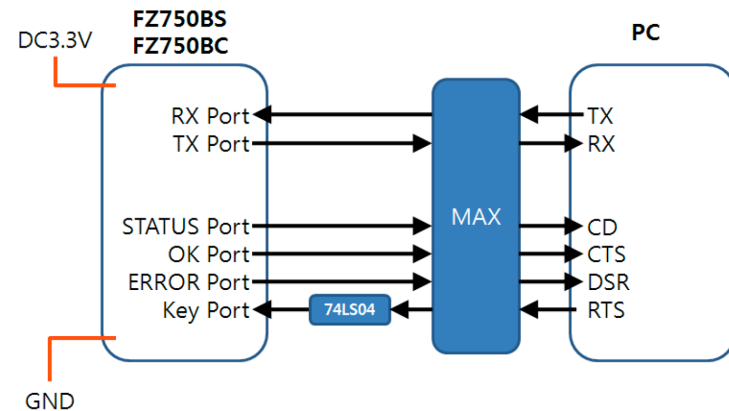 FZ750BS
FZ750BC
PC
DC3.3V
RX Port
TX Port
STATUS Port
OK Port
ERROR Port
Key Port
74LS04
MAX
TX
RX
CD
CTS
DSR
RTS
GND